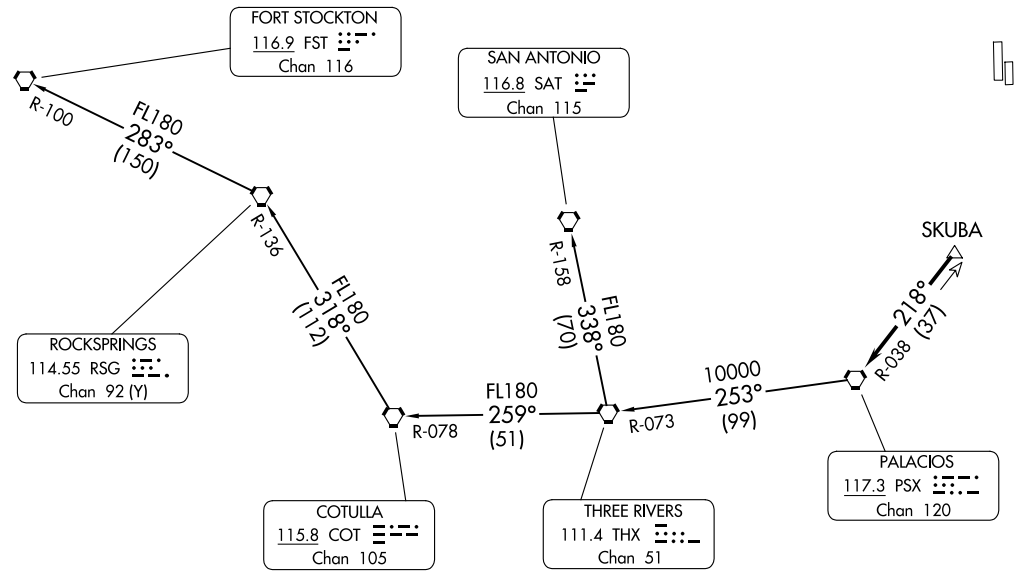 FORT STOCKTON
116.9 FST
Chan 116
SAN ANTONIO
116.8 SAT
Chan 115
R-100
FL180
283°
(150)
R-136
FL180
318°
(112)
R-158
FL180
338°
(70)
SKUBA
218°
(37)
R-038
ROCKSPRINGS
114.55 RSG
Chan 92 (Y)
R-078
FL180
259°
(51)
R-073
10000
253°
(99)
PALACIOS
117.3 PSX
Chan 120
COTULLA
115.8 COT
Chan 105
THREE RIVERS
111.4 THX
Chan 51